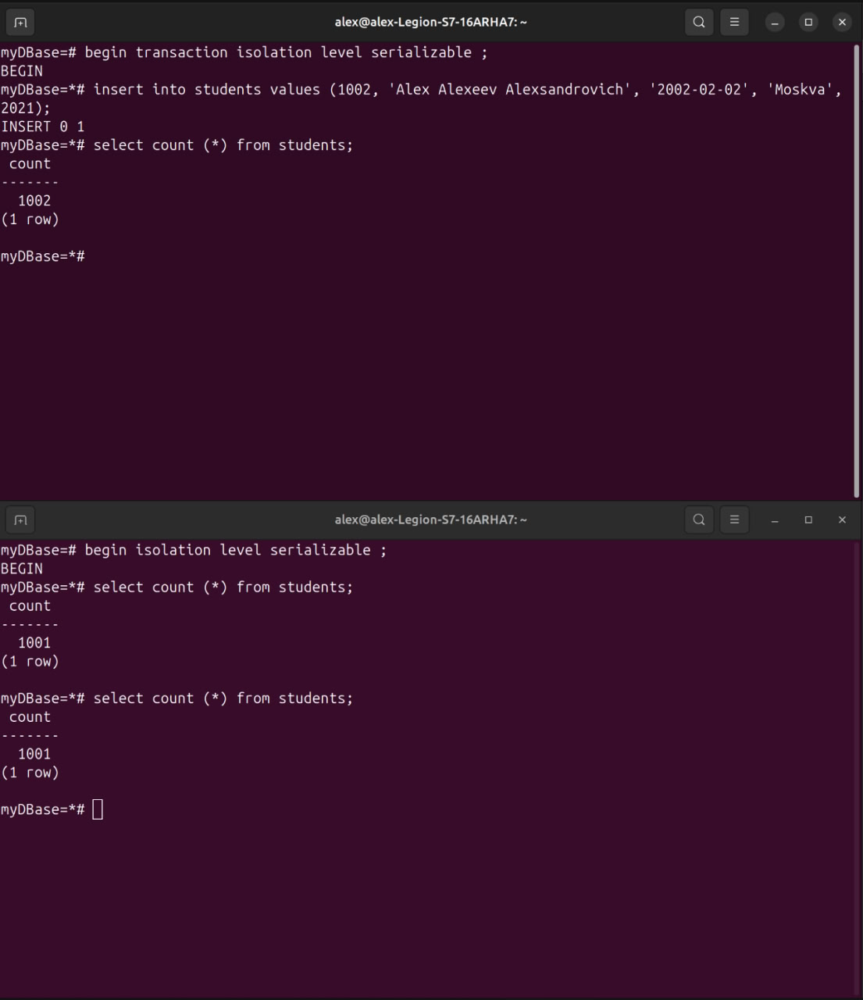 alex@alex-Legion-S7-16ARHA7: ~
myDBase=# begin transaction isolation level serializable ;
BEGIN
myDBase=*# insert into students values (1002, 'Alex Alexeev Alexsandrovich', '2002-02-02', 'Moskva',
2021);
INSERT 0 1
myDBase=*# select count (*) from students;
 count
-------
  1002
(1 row)

myDBase=*#
alex@alex-Legion-S7-16ARHA7: ~
myDBase=# begin isolation level serializable ;
BEGIN
myDBase=*# select count (*) from students;
 count
-------
  1001
(1 row)

myDBase=*# select count (*) from students;
 count
-------
  1001
(1 row)

myDBase=*#